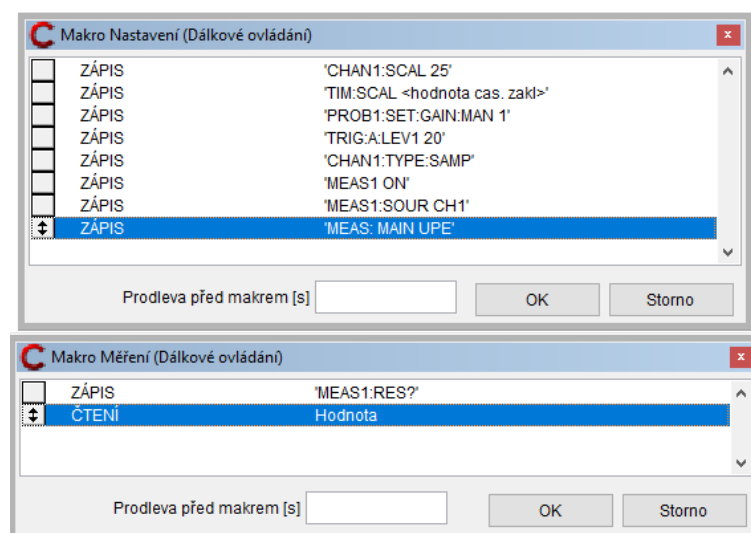 Makro Nastavení (Dálkové ovládání)
ZÁPIS 'CHAN1:SCAL 25'
ZÁPIS 'TIM:SCAL <hodnota cas. zakl>'
ZÁPIS 'PROB1:SET:GAIN:MAN 1'
ZÁPIS 'TRIG:A:LEV1 20'
ZÁPIS 'CHAN1:TYPE:SAMP'
ZÁPIS 'MEAS1 ON'
ZÁPIS 'MEAS1:SOUR CH1'
ZÁPIS 'MEAS: MAIN UPE'
Prodleva před makrem [s] OK Storno
Makro Měření (Dálkové ovládání)
ZÁPIS 'MEAS1:RES?'
ČTENÍ Hodnota
Prodleva před makrem [s] OK Storno